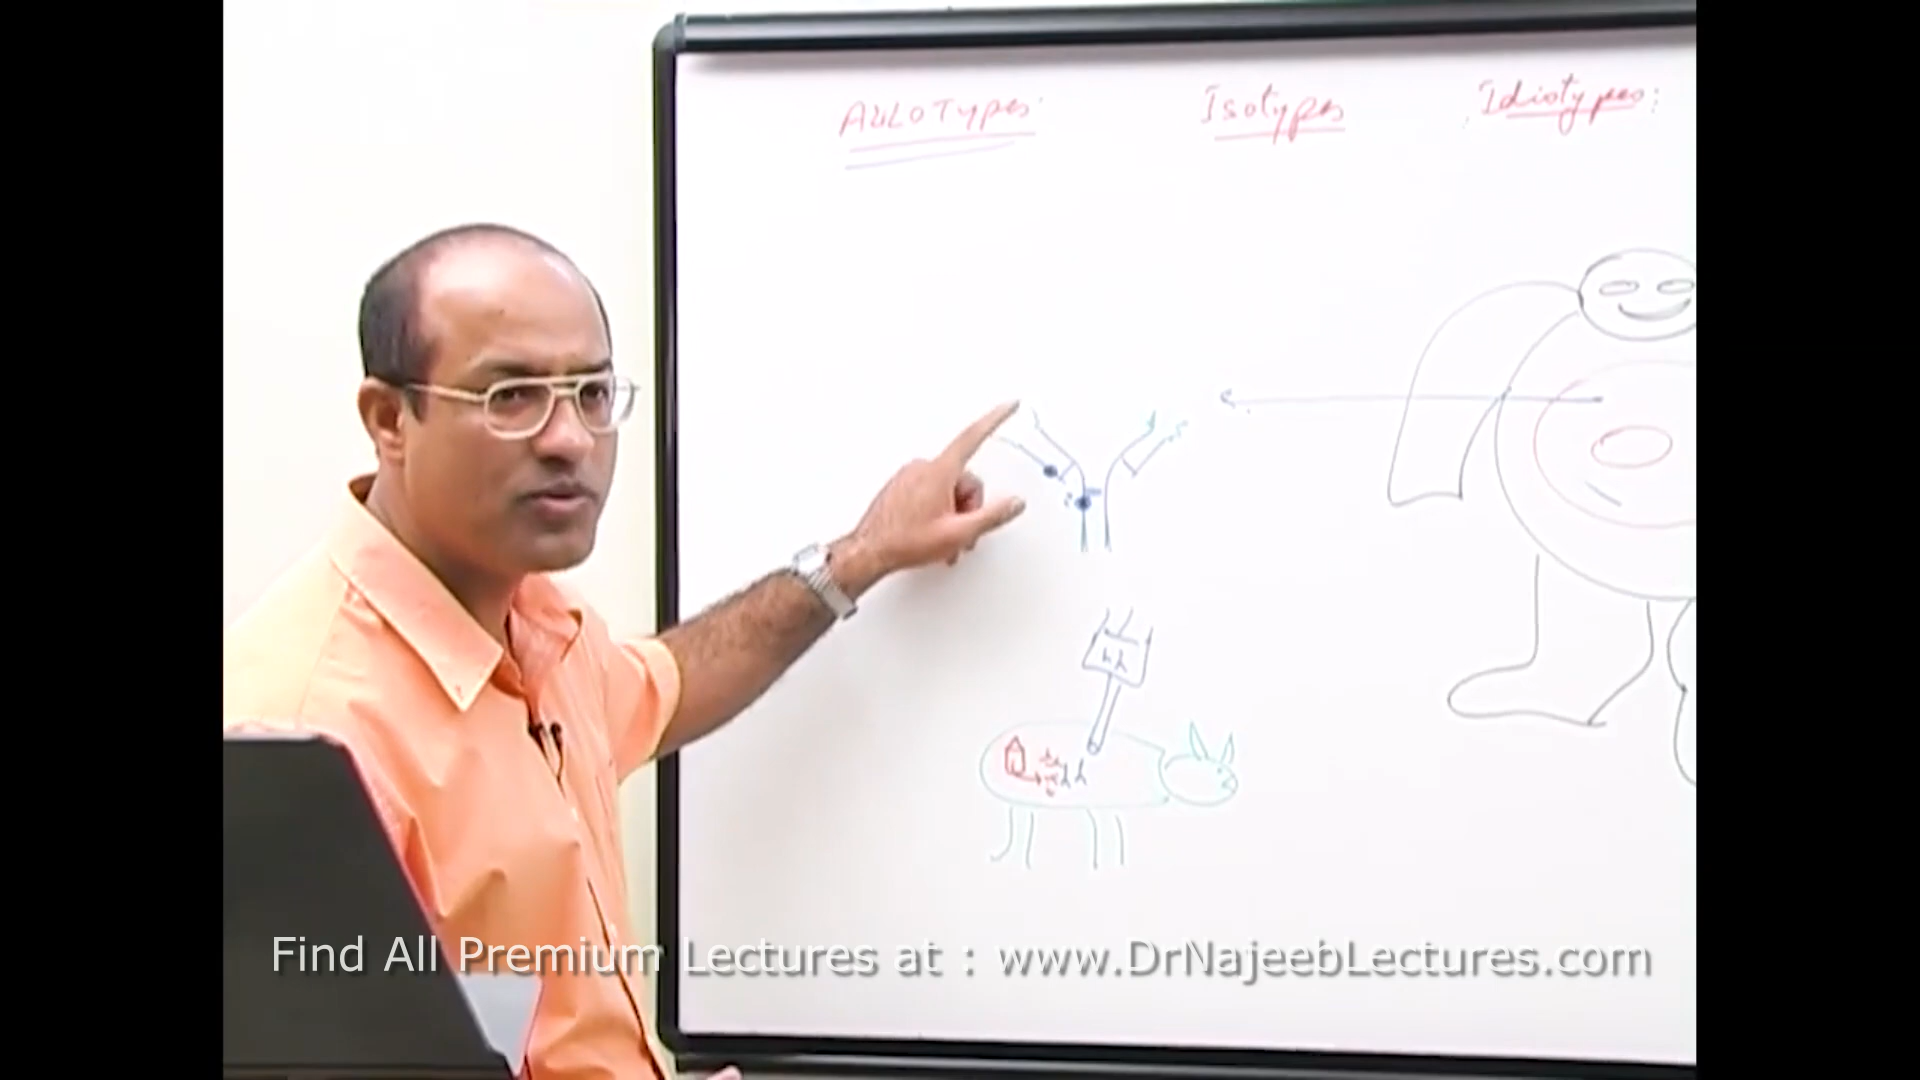 ALLOTypes:
Isotypes
Idiotypes:
Find All Premium Lectures at : www.DrNajeebLectures.com